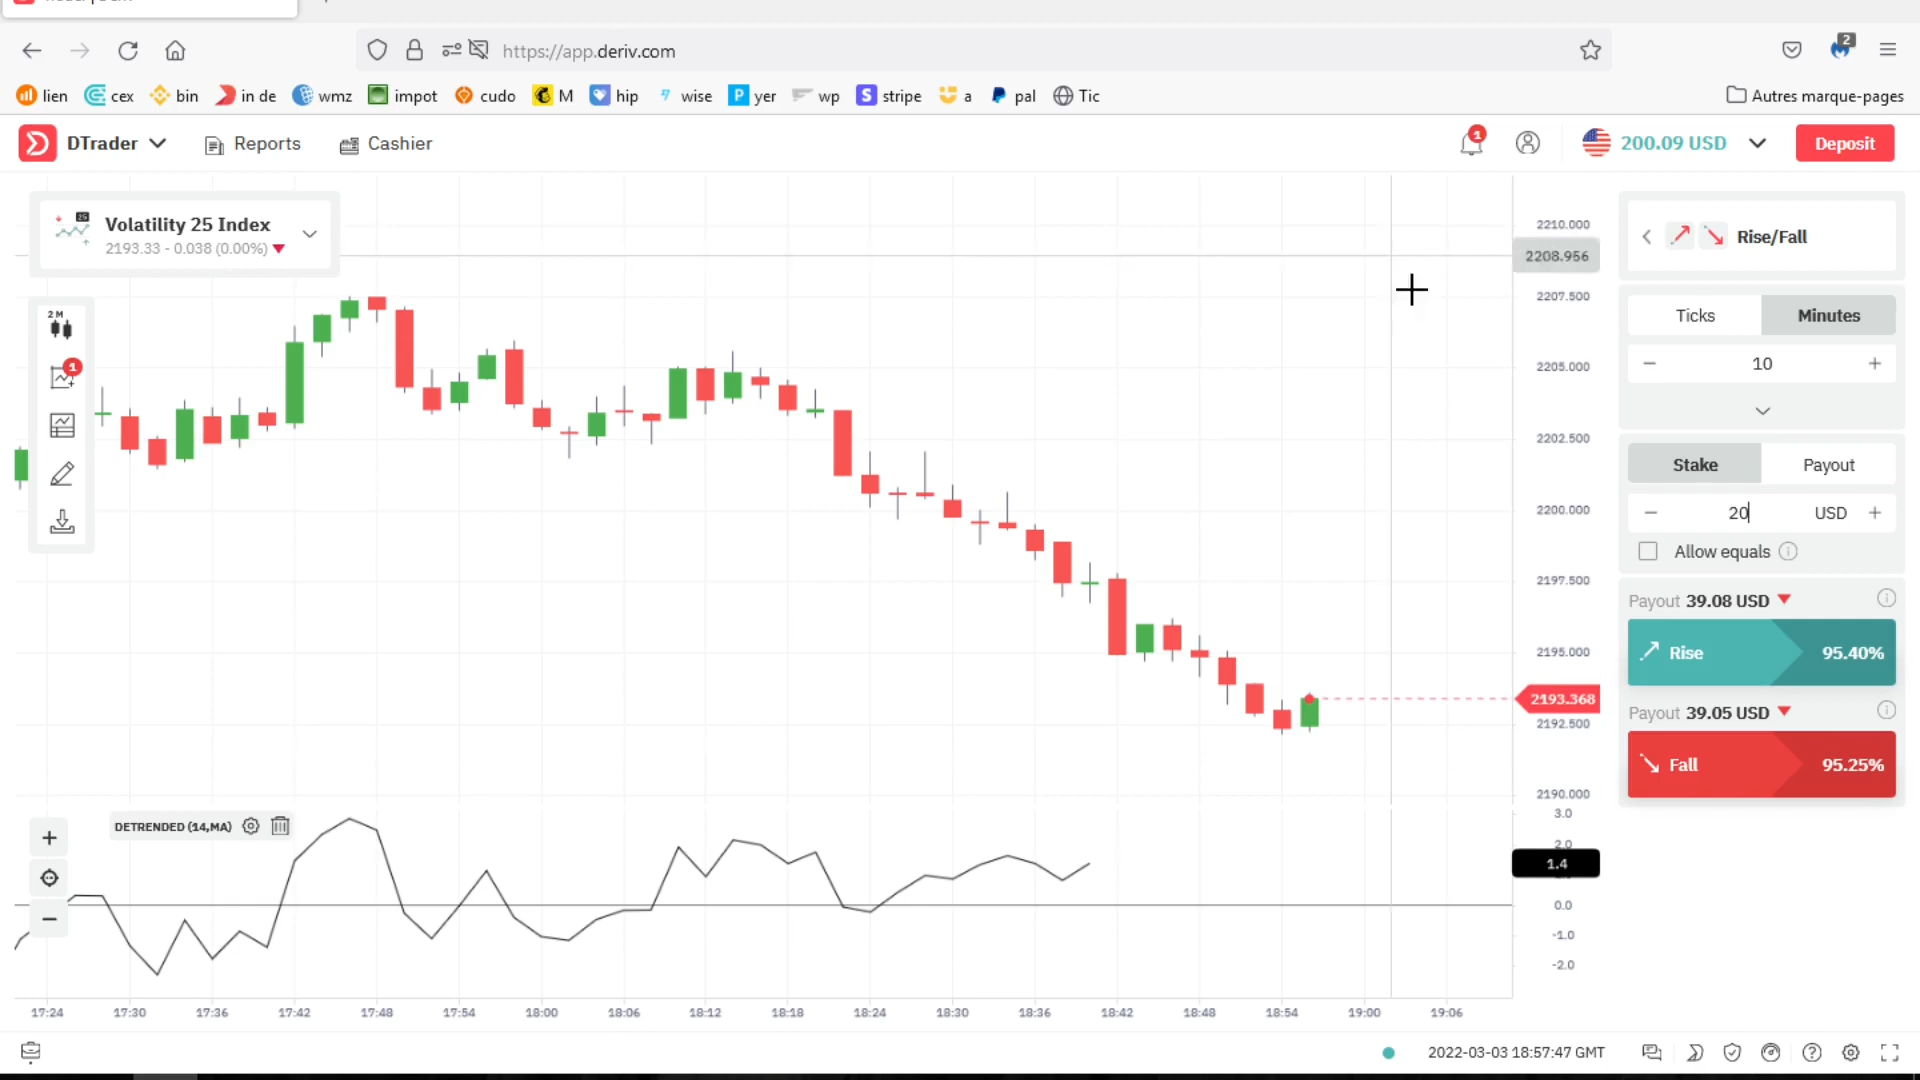 https://app.deriv.com
2
lien
cex
bin
in de
wmz
impot
cudo
M
hip
wise
yer
wp
stripe
a
pal
Tic
Autres marque-pages
DTrader
Reports
Cashier
1
200.09 USD
Deposit
25
Volatility 25 Index
2193.33 - 0.038 (0.00%)
2 M
1
2210.000
2208.956
2207.500
2205.000
2202.500
2200.000
2197.500
2195.000
2193.368
2192.500
2190.000
Rise/Fall
Ticks
Minutes
10
Stake
Payout
20
USD
Allow equals
Payout 39.08 USD
Rise
95.40%
Payout 39.05 USD
Fall
95.25%
DETRENDED (14,MA)
3.0
2.0
1.4
0.0
-1.0
-2.0
17:24
17:30
17:36
17:42
17:48
17:54
18:00
18:06
18:12
18:18
18:24
18:30
18:36
18:42
18:48
18:54
19:00
19:06
2022-03-03 18:57:47 GMT